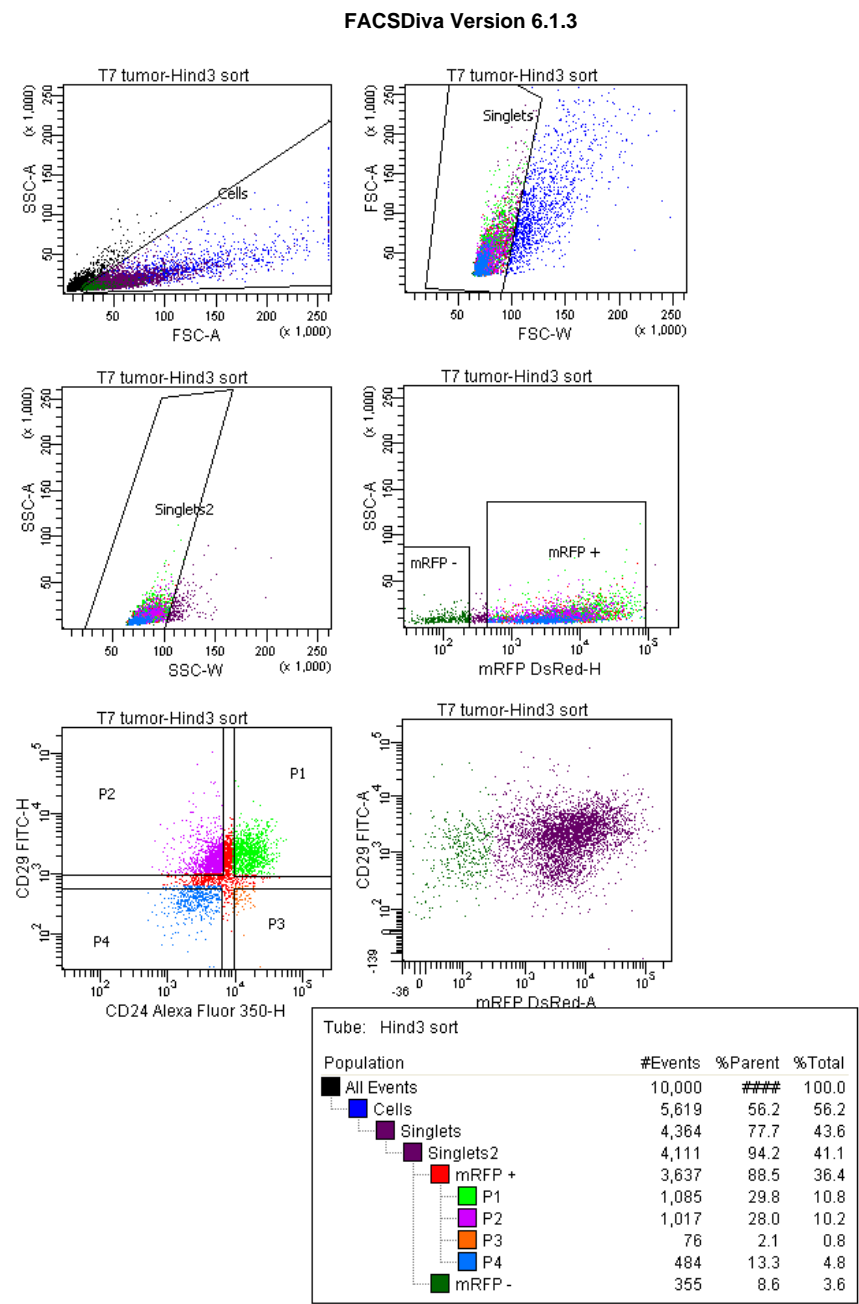 FACSDiva Version 6.1.3
T7 tumor-Hind3 sort
SSC-A
(x 1,000)
50 100 150 200 250
Cells
50 100 150 200 250
FSC-A
(x 1,000)
T7 tumor-Hind3 sort
FSC-A
(x 1,000)
50 100 150 200 250
Singlets
50 100 150 200 250
FSC-W
(x 1,000)
T7 tumor-Hind3 sort
SSC-A
(x 1,000)
50 100 150 200 250
Singlets2
50 100 150 200 250
SSC-W
(x 1,000)
T7 tumor-Hind3 sort
SSC-A
(x 1,000)
50 100 150 200 250
mRFP -
mRFP +
10² 10³ 10⁴ 10⁵
mRFP DsRed-H
T7 tumor-Hind3 sort
CD29 FITC-H
10² 10³ 10⁴ 10⁵
P2
P1
P4
P3
10² 10³ 10⁴ 10⁵
CD24 Alexa Fluor 350-H
T7 tumor-Hind3 sort
CD29 FITC-A
-139 0 10² 10³ 10⁴ 10⁵
-36 0 10² 10³ 10⁴ 10⁵
mRFP DsRed-A
Tube: Hind3 sort
Population #Events %Parent %Total
All Events 10,000 #### 100.0
Cells 5,619 56.2 56.2
Singlets 4,364 77.7 43.6
Singlets2 4,111 94.2 41.1
mRFP + 3,637 88.5 36.4
P1 1,085 29.8 10.8
P2 1,017 28.0 10.2
P3 76 2.1 0.8
P4 484 13.3 4.8
mRFP - 355 8.6 3.6